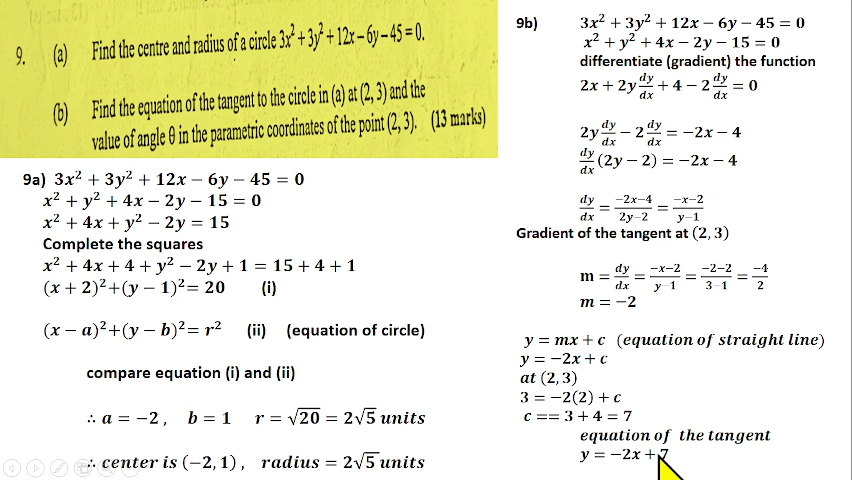 9. (a) Find the centre and radius of a circle 3x² + 3y² + 12x – 6y – 45 = 0.
(b) Find the equation of the tangent to the circle in (a) at (2, 3) and the
value of angle θ in the parametric coordinates of the point (2, 3). (13 marks)
9a) 3x² + 3y² + 12x − 6y − 45 = 0
x² + y² + 4x − 2y − 15 = 0
x² + 4x + y² − 2y = 15
Complete the squares
x² + 4x + 4 + y² − 2y + 1 = 15 + 4 + 1
(x + 2)²+(y − 1)²= 20 (i)
(x − a)²+(y − b)²= r² (ii) (equation of circle)
compare equation (i) and (ii)
∴ a = −2, b = 1 r = √20 = 2√5 units
∴ center is (−2, 1), radius = 2√5 units
9b) 3x² + 3y² + 12x − 6y − 45 = 0
x² + y² + 4x − 2y − 15 = 0
differentiate (gradient) the function
2x + 2y dy/dx + 4 − 2 dy/dx = 0
2y dy/dx − 2 dy/dx = −2x − 4
dy/dx (2y − 2) = −2x − 4
dy/dx = −2x−4/2y−2 = −x−2/y−1
Gradient of the tangent at (2, 3)
m = dy/dx = −x−2/y−1 = −2−2/3−1 = −4/2
m = −2
y = mx + c (equation of straight line)
y = −2x + c
at (2, 3)
3 = −2(2) + c
c == 3 + 4 = 7
equation of the tangent
y = −2x + 7